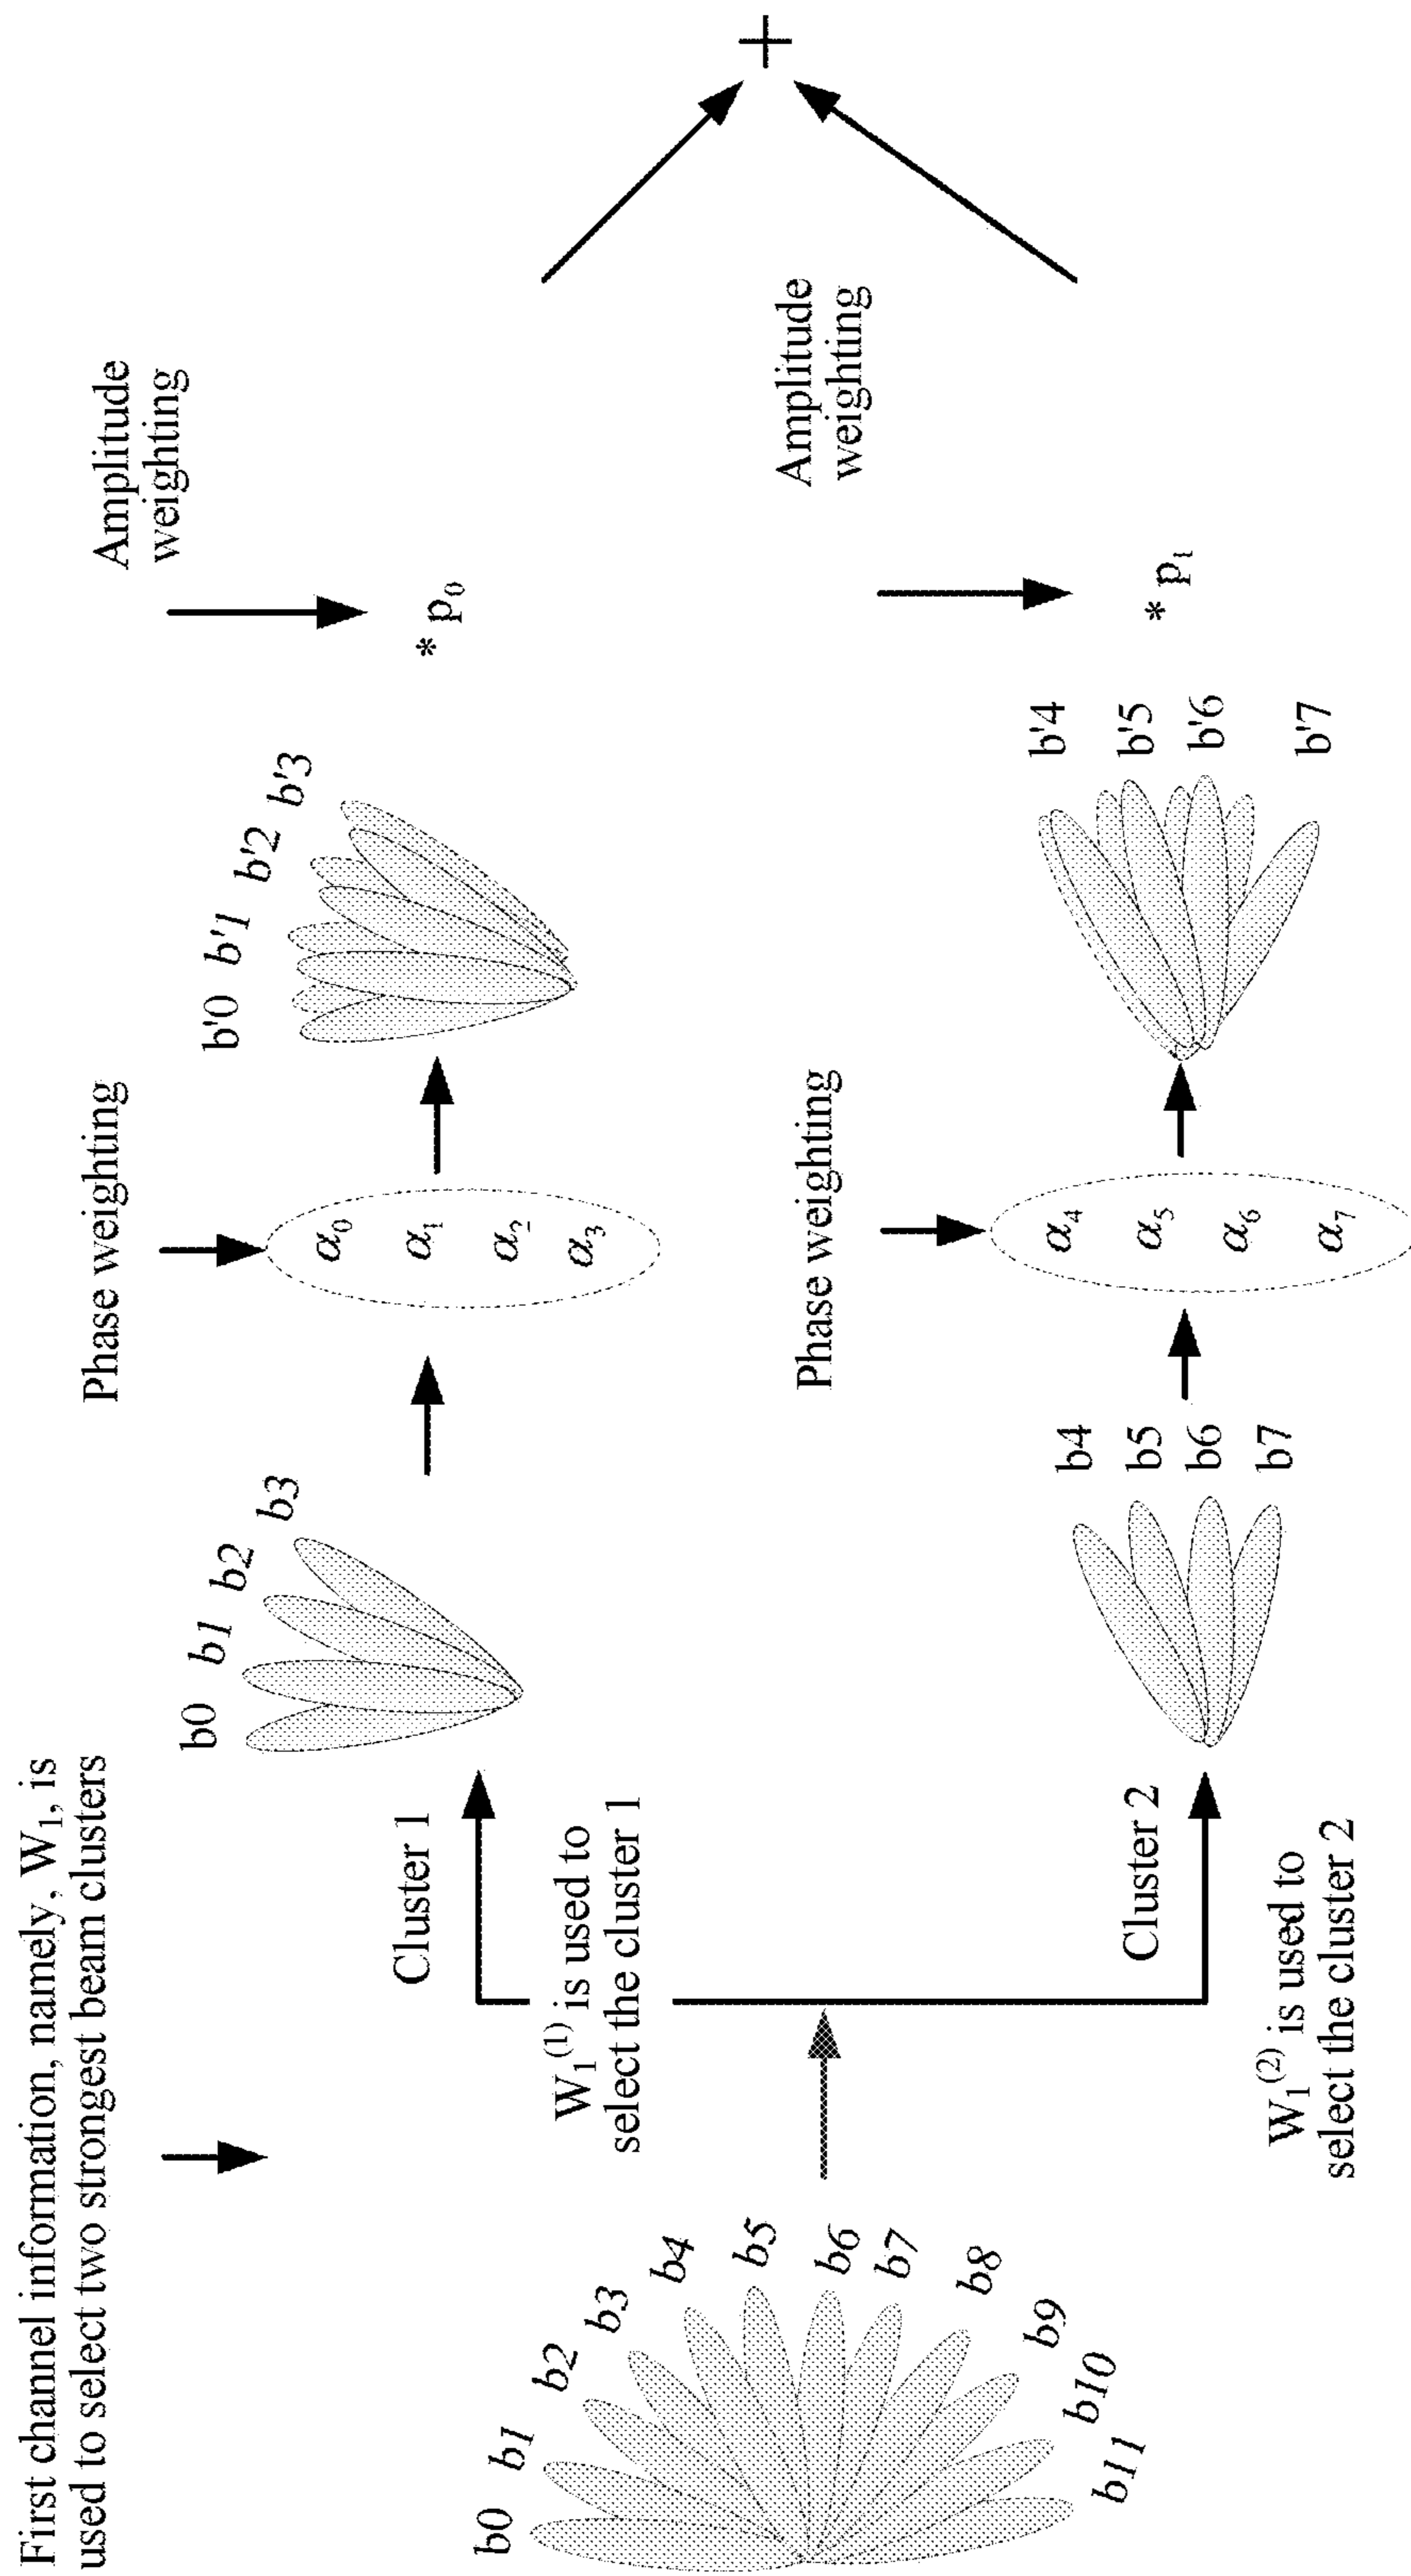 First channel information, namely, W₁, is
used to select two strongest beam clusters
b0
b1
b2
b3
b4
b5
b6
b7
b8
b9
b10
b11
Cluster 1
W₁⁽¹⁾ is used to
select the cluster 1
b0
b1
b2
b3
Phase weighting
α₀
α₁
α₂
α₃
b'0
b'1
b'2
b'3
Amplitude
weighting
* p₀
Cluster 2
W₁⁽²⁾ is used to
select the cluster 2
b4
b5
b6
b7
Phase weighting
α₄
α₅
α₆
α₇
b'4
b'5
b'6
b'7
Amplitude
weighting
* p₁
+